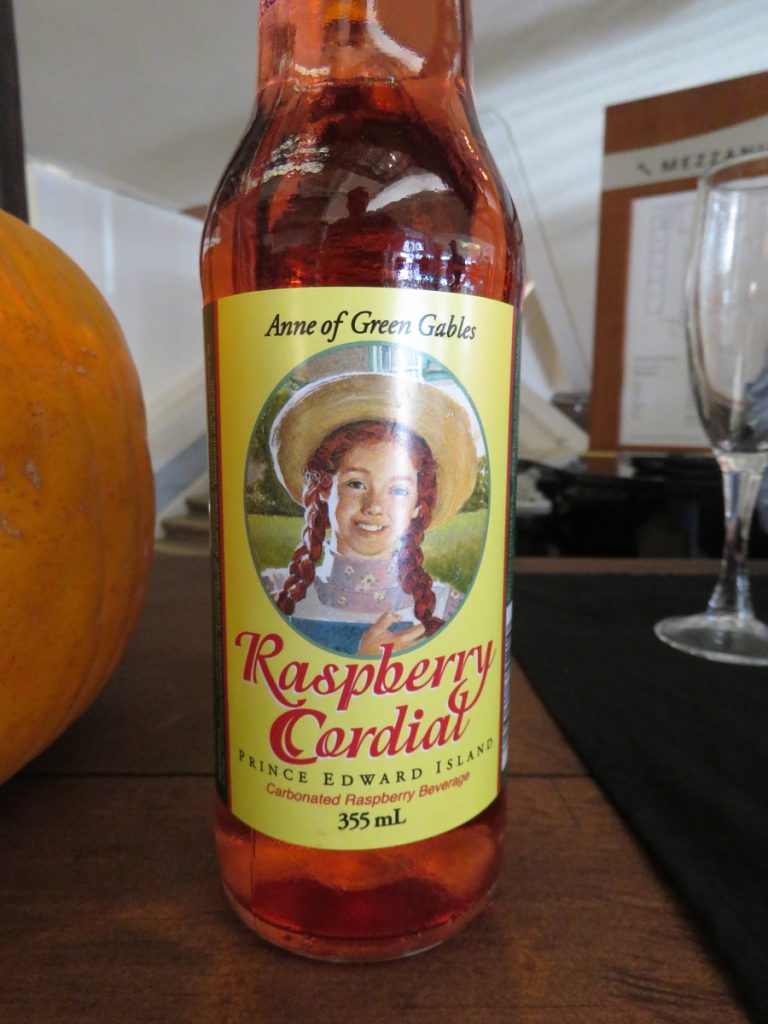 Anne of Green Gables
Raspberry
Cordial
PRINCE EDWARD ISLAND
Carbonated Raspberry Beverage
355 mL